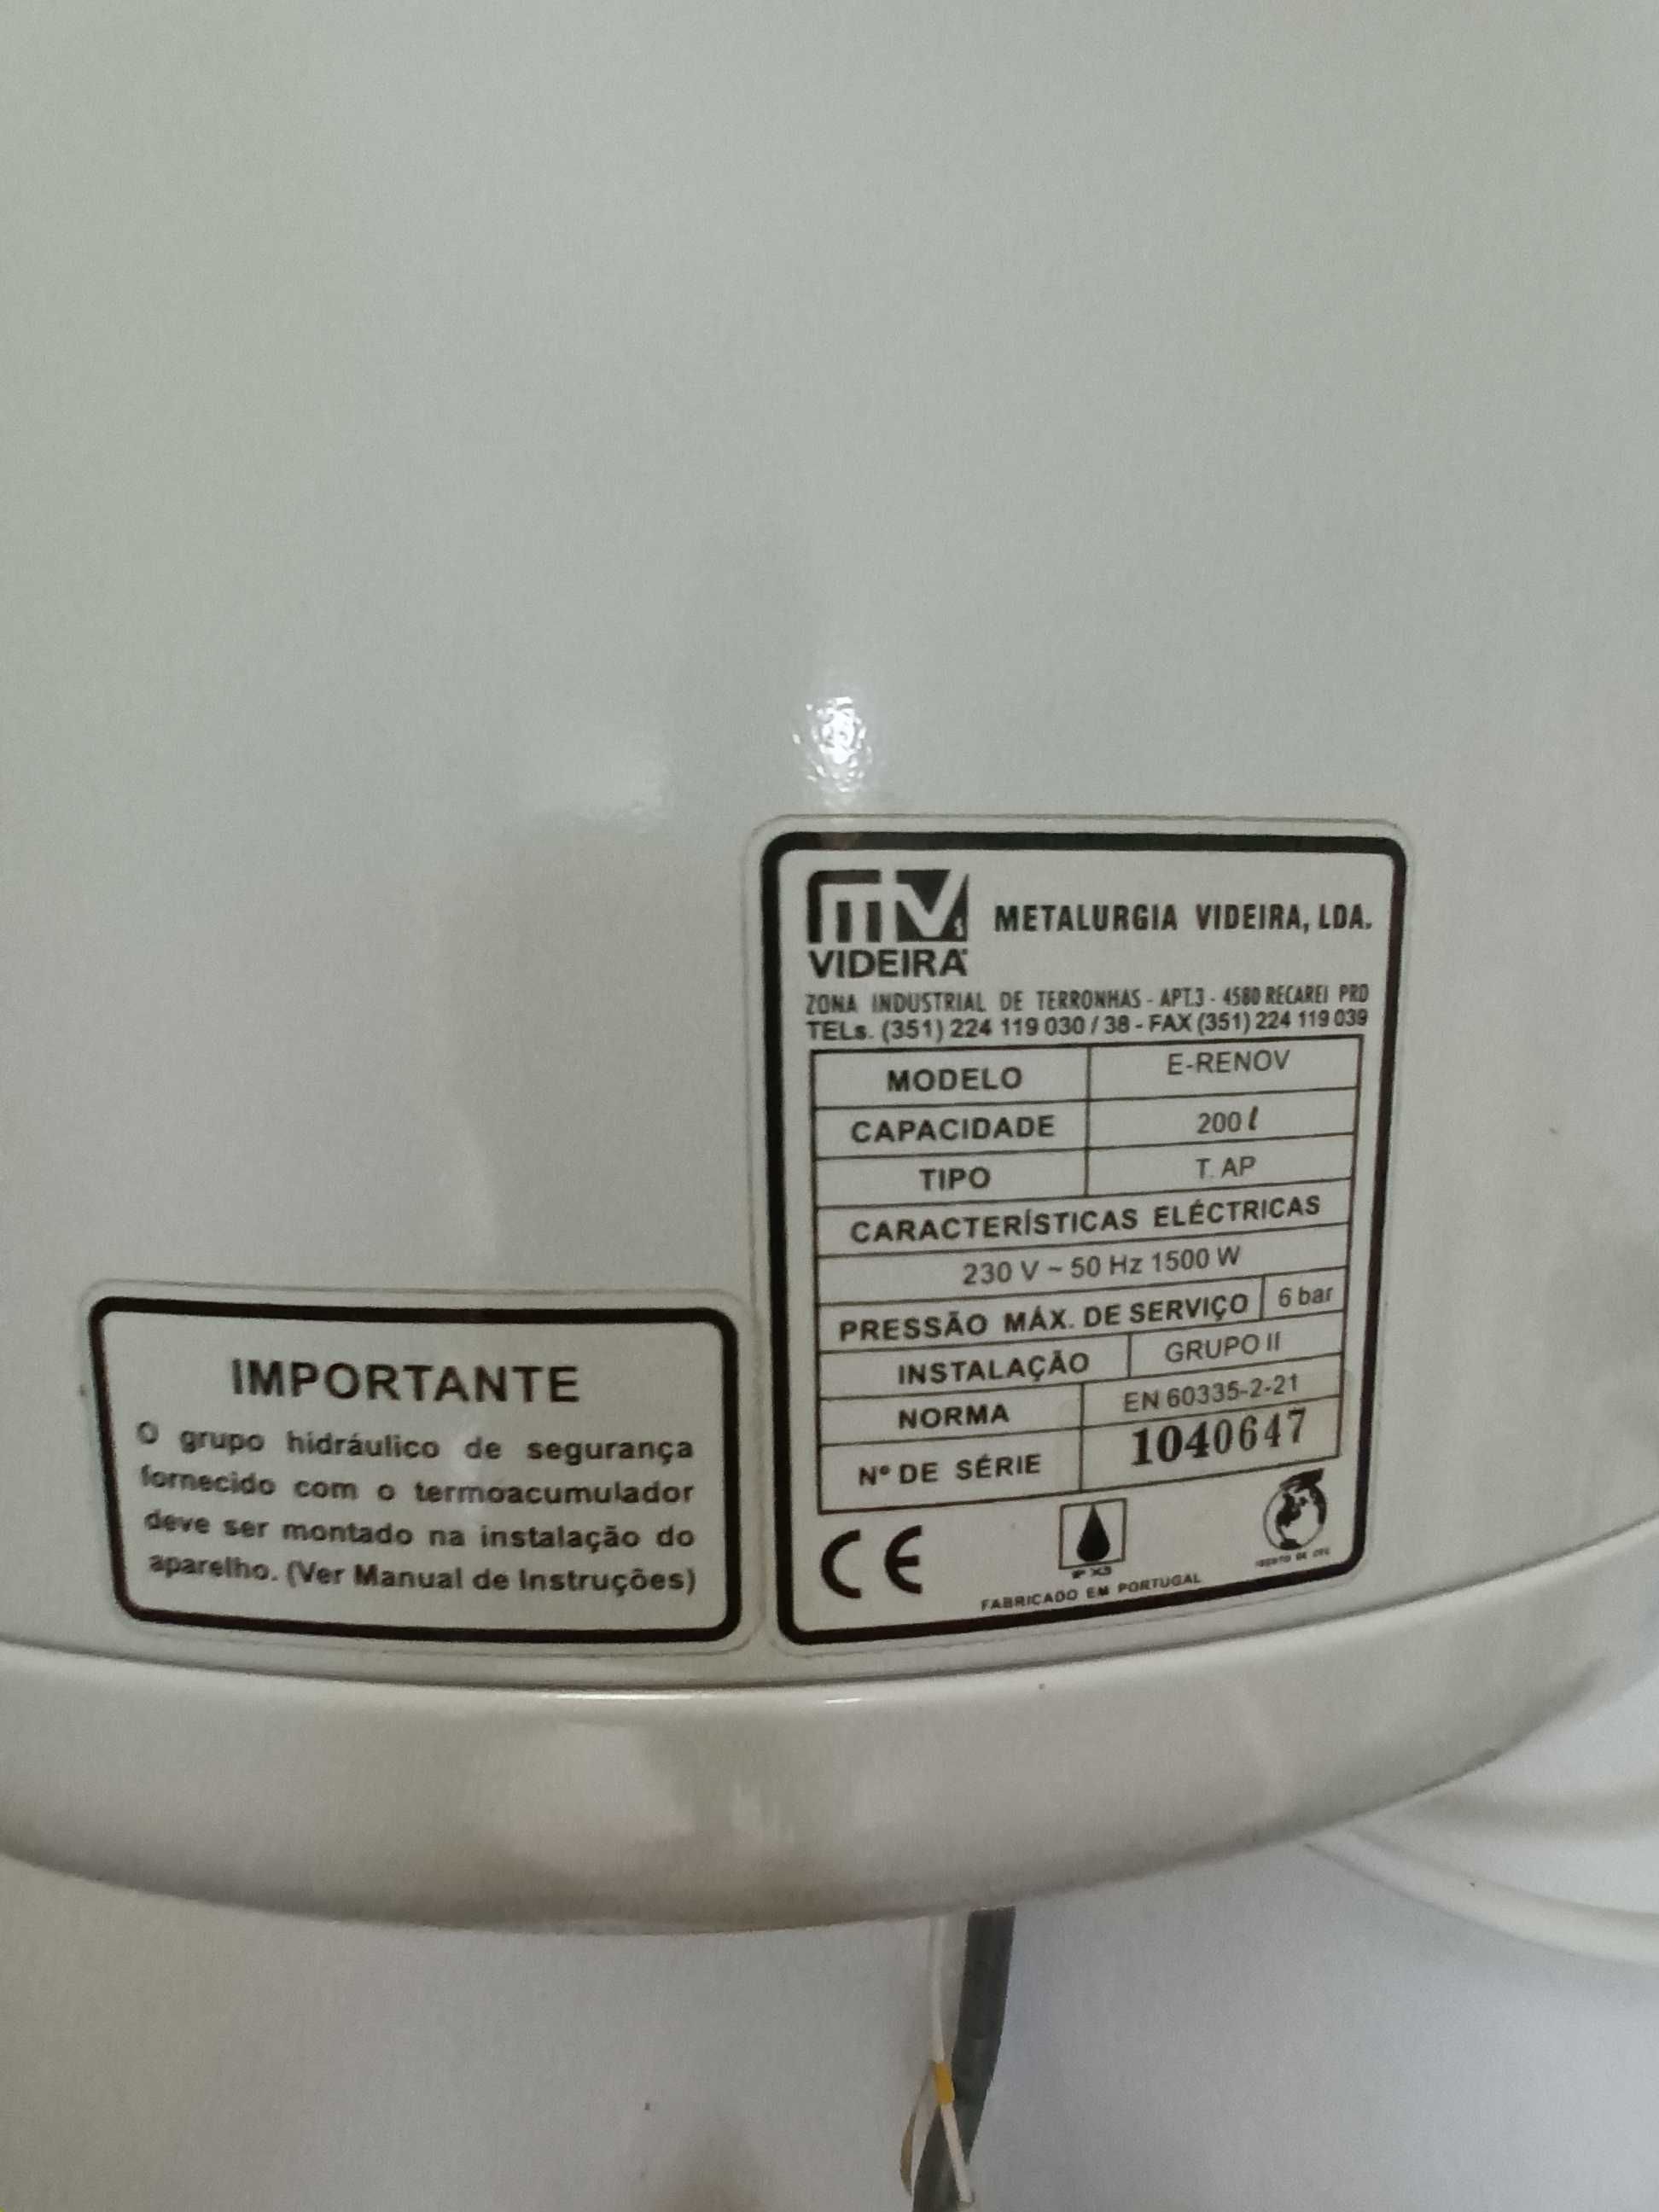 MV
VIDEIRA
METALURGIA VIDEIRA, LDA.
ZONA INDUSTRIAL DE TERRONHAS - APT.3 - 4580 RECAREI PRD
TELs. (351) 224 119 030 / 38 - FAX (351) 224 119 039
MODELO E-RENOV
CAPACIDADE 200 ℓ
TIPO T. AP
CARACTERÍSTICAS ELÉCTRICAS
230 V ~ 50 Hz 1500 W
PRESSÃO MÁX. DE SERVIÇO 6 bar
INSTALAÇÃO GRUPO II
NORMA EN 60335-2-21
Nº DE SÉRIE 1040647
CE
IP X3
FABRICADO EM PORTUGAL
IMPORTANTE
O grupo hidráulico de segurança
fornecido com o termoacumulador
deve ser montado na instalação do
aparelho. (Ver Manual de Instruções)